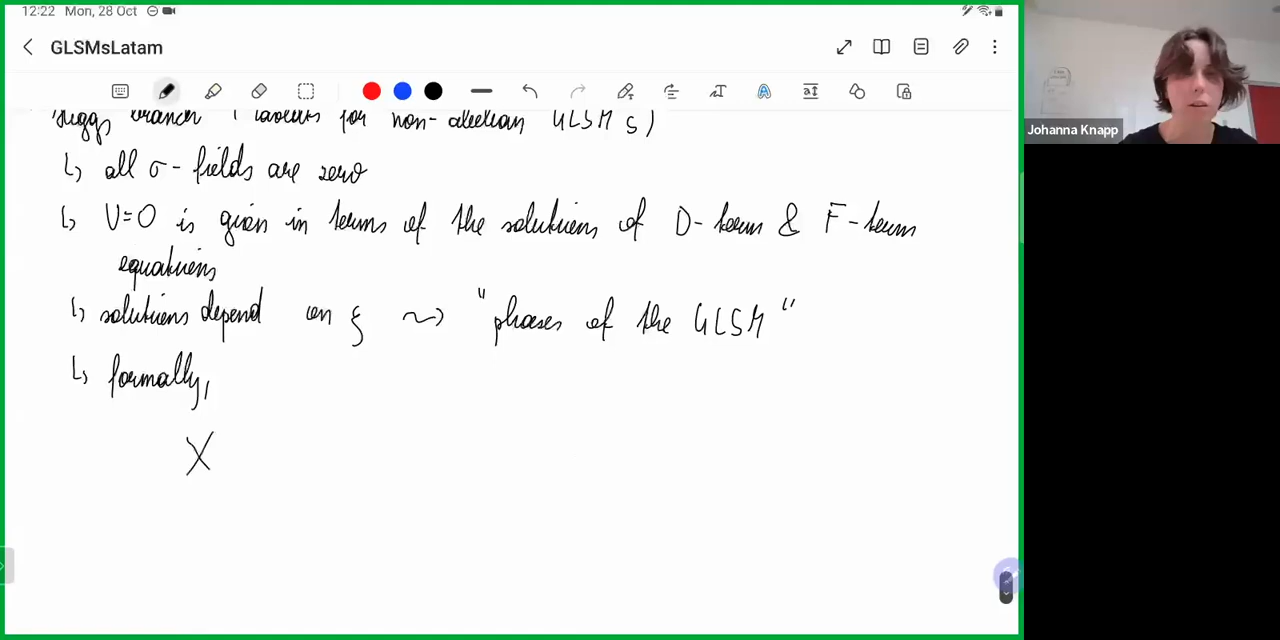 12:22 Mon, 28 Oct
GLSMsLatam
Higgs branch ( for non-abelian GLSMs)
↳ all σ-fields are zero
↳ U=0 is given in terms of the solutions of D-term & F-term
equations
↳ solutions depend on ξ ⇝ "phases of the GLSM"
↳ formally,
X
Johanna Knapp